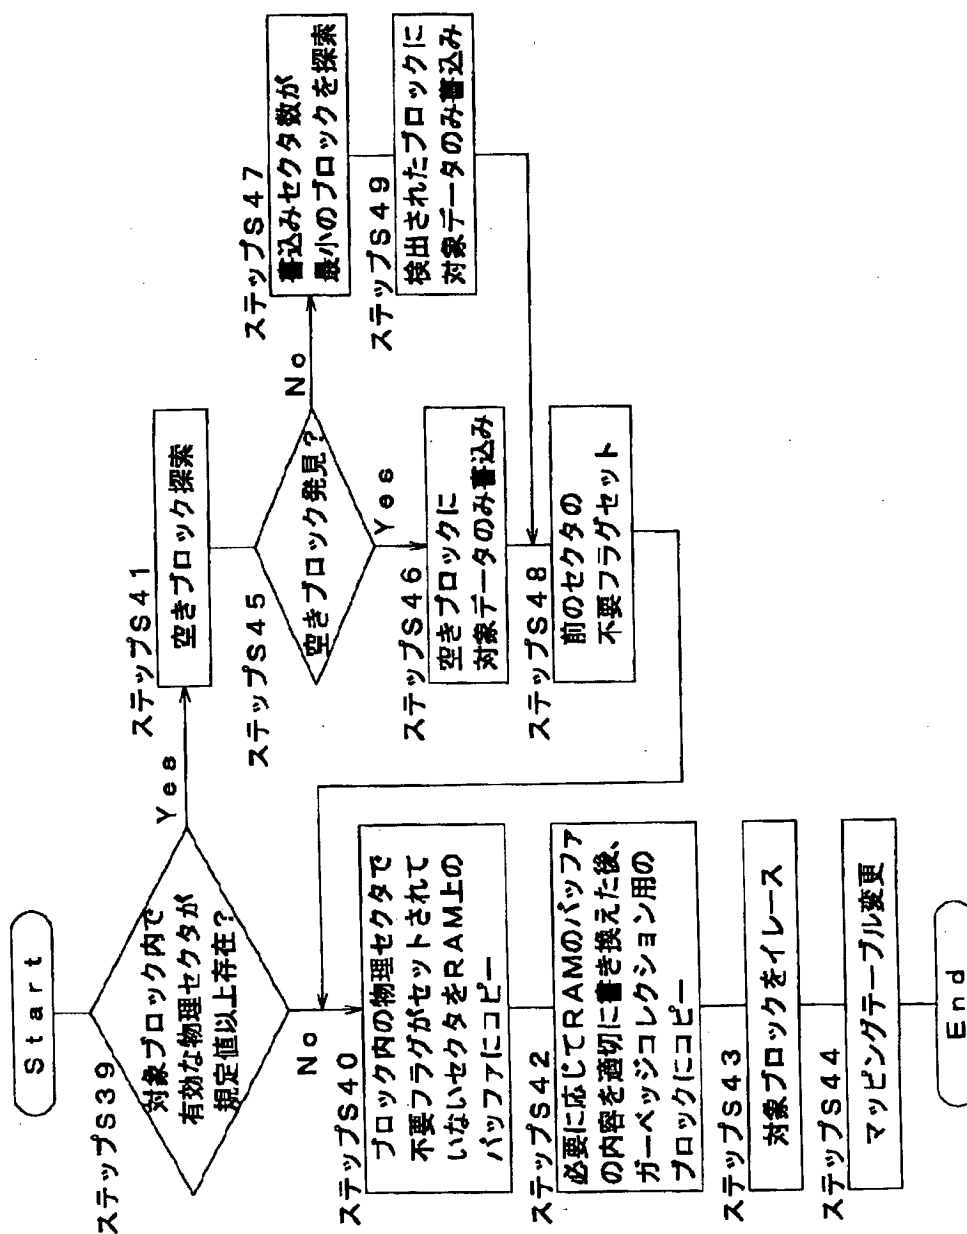 Start
ステップS39
対象ブロック内で
有効な物理セクタが
規定値以上存在?
Yes
No
ステップS40
ブロック内の物理セクタで
不要フラグがセットされて
いないセクタをRAM上の
バッファにコピー
ステップS42
必要に応じてRAMのバッファ
の内容を適切に書き換えた後、
ガーベッジコレクション用の
ブロックにコピー
ステップS43
対象ブロックをイレース
ステップS44
マッピングテーブル変更
End
ステップS41
空きブロック探索
ステップS45
空きブロック発見?
No
Yes
ステップS46
空きブロックに
対象データのみ書込み
ステップS48
前のセクタの
不要フラグセット
ステップS47
書込みセクタ数が
最小のブロックを探索
ステップS49
検出されたブロックに
対象データのみ書込み